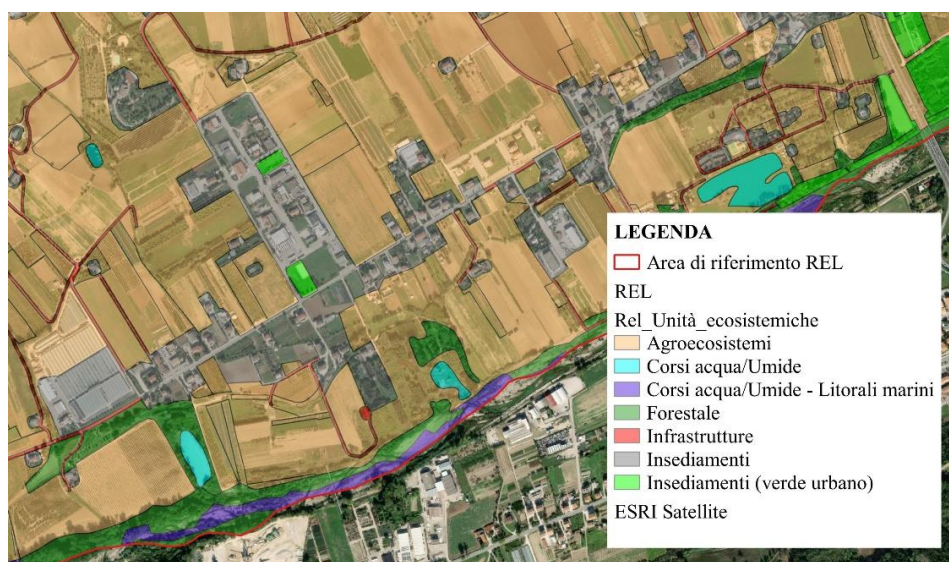 LEGENDA
Area di riferimento REL
REL
Rel_Unità_ecosistemiche
Agroecosistemi
Corsi acqua/Umide
Corsi acqua/Umide - Litorali marini
Forestale
Infrastrutture
Insediamenti
Insediamenti (verde urbano)
ESRI Satellite